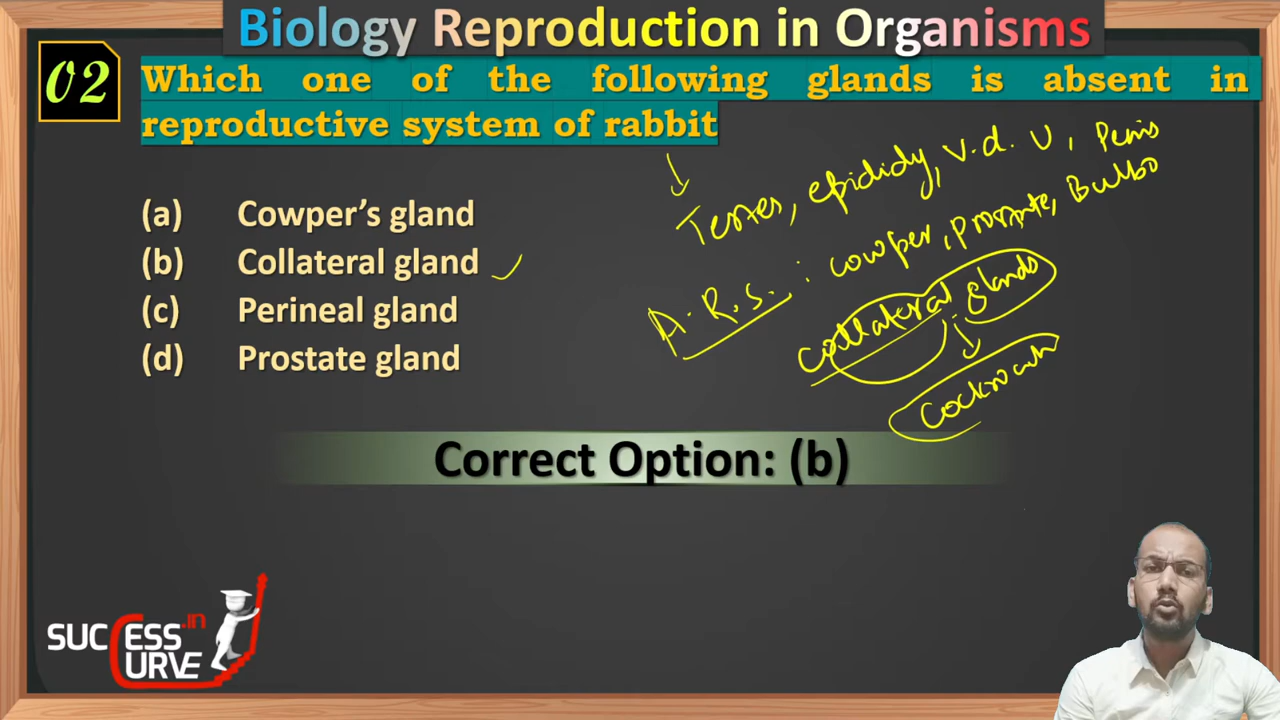 Biology Reproduction in Organisms
02
Which one of the following glands is absent in
reproductive system of rabbit
(a) Cowper's gland
(b) Collateral gland
(c) Perineal gland
(d) Prostate gland
Testes, epididy, V.d. U, Penis
A.R.S. : cowper, prostate, Bulbo
collateral glands
cockroach
Correct Option: (b)
SUCCESS.IN
CURVE